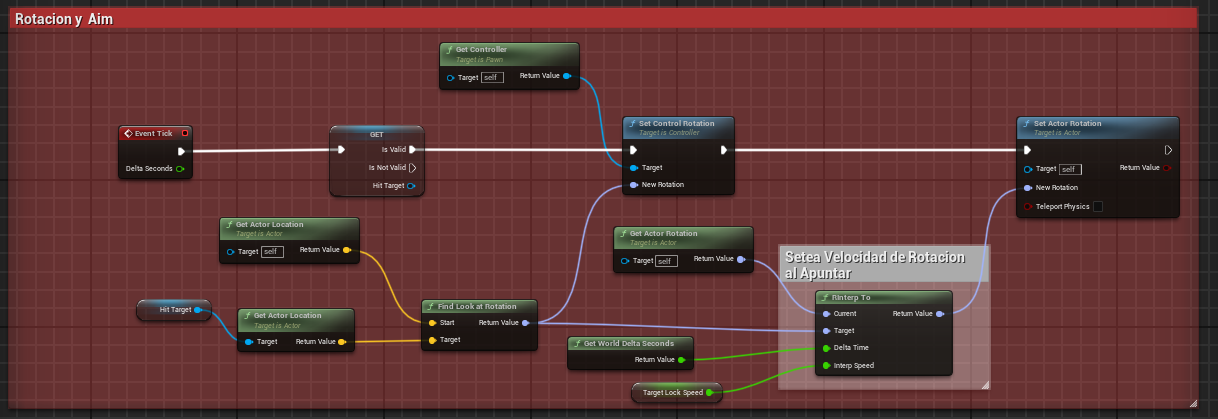 Rotacion y Aim
Get Controller
Target is Pawn
Target self Return Value
Event Tick
Delta Seconds
GET
Is Valid
Is Not Valid
Hit Target
Set Control Rotation
Target is Controller
Target
New Rotation
Set Actor Rotation
Target is Actor
Target self Return Value
New Rotation
Teleport Physics
Get Actor Location
Target is Actor
Target self Return Value
Get Actor Rotation
Target is Actor
Target self Return Value
Setea Velocidad de Rotacion
al Apuntar
Hit Target
Get Actor Location
Target is Actor
Target Return Value
Find Look at Rotation
Start Return Value
Target
RInterp To
Current Return Value
Target
Delta Time
Interp Speed
Get World Delta Seconds
Return Value
Target Lock Speed